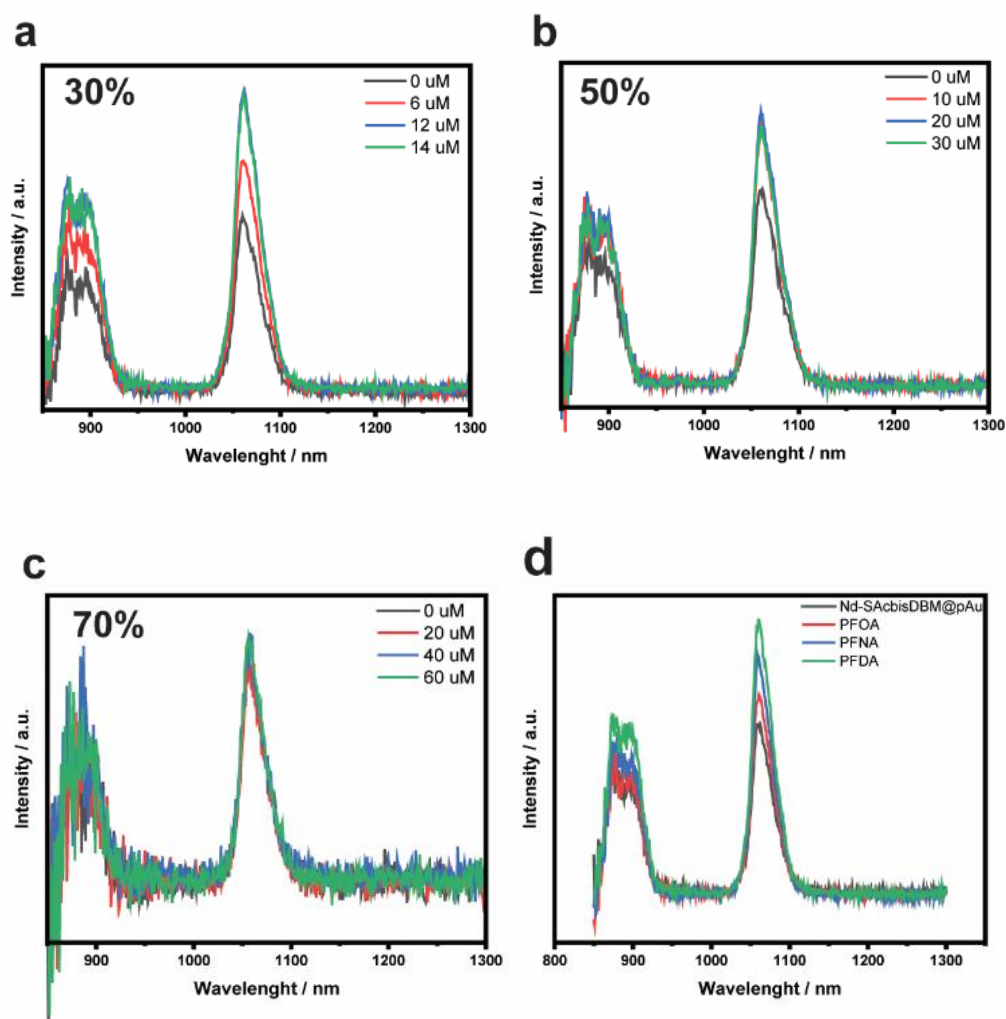 a
30%
0 uM
6 uM
12 uM
14 uM
Intensity / a.u.
900 1000 1100 1200 1300
Wavelenght / nm
b
50%
0 uM
10 uM
20 uM
30 uM
Intensity / a.u.
900 1000 1100 1200 1300
Wavelenght / nm
c
70%
0 uM
20 uM
40 uM
60 uM
Intensity / a.u.
900 1000 1100 1200 1300
Wavelenght / nm
d
Nd-SAcbisDBM@pAu
PFOA
PFNA
PFDA
Intensity / a.u.
800 900 1000 1100 1200 1300
Wavelenght / nm